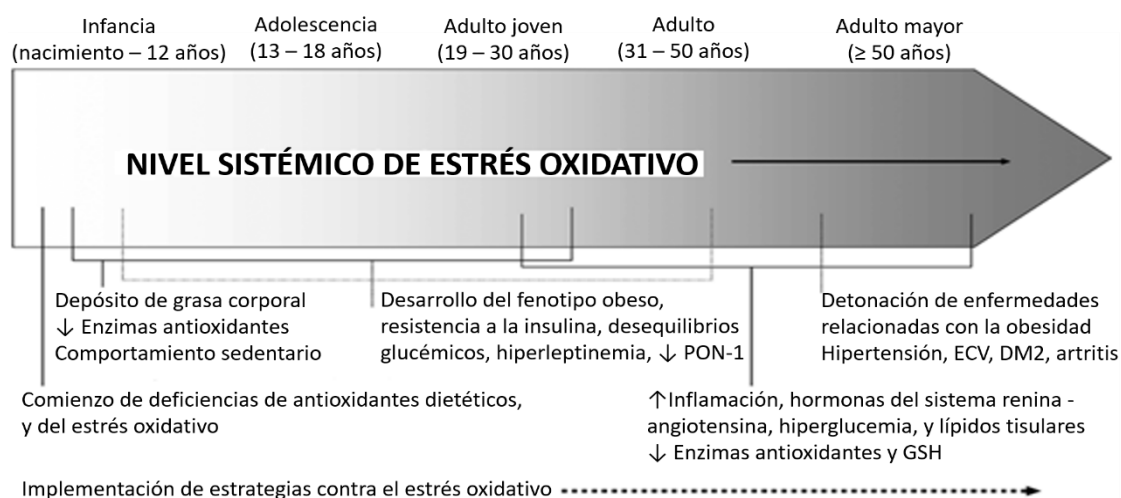 Infancia
(nacimiento – 12 años)
Adolescencia
(13 – 18 años)
Adulto joven
(19 – 30 años)
Adulto
(31 – 50 años)
Adulto mayor
(≥ 50 años)
NIVEL SISTÉMICO DE ESTRÉS OXIDATIVO
Depósito de grasa corporal
↓ Enzimas antioxidantes
Comportamiento sedentario
Desarrollo del fenotipo obeso,
resistencia a la insulina, desequilibrios
glucémicos, hiperleptinemia, ↓ PON-1
Detonación de enfermedades
relacionadas con la obesidad
Hipertensión, ECV, DM2, artritis
Comienzo de deficiencias de antioxidantes dietéticos,
y del estrés oxidativo
↑Inflamación, hormonas del sistema renina -
angiotensina, hiperglucemia, y lípidos tisulares
↓ Enzimas antioxidantes y GSH
Implementación de estrategias contra el estrés oxidativo